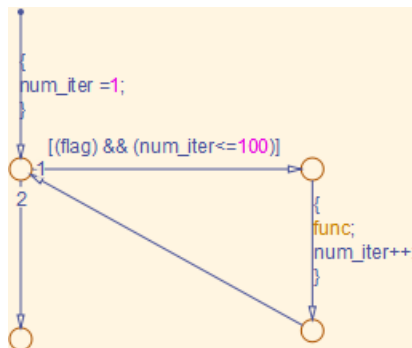 {
num_iter =1;
}
[(flag) && (num_iter<=100)]
1
2
{
func;
num_iter++
}